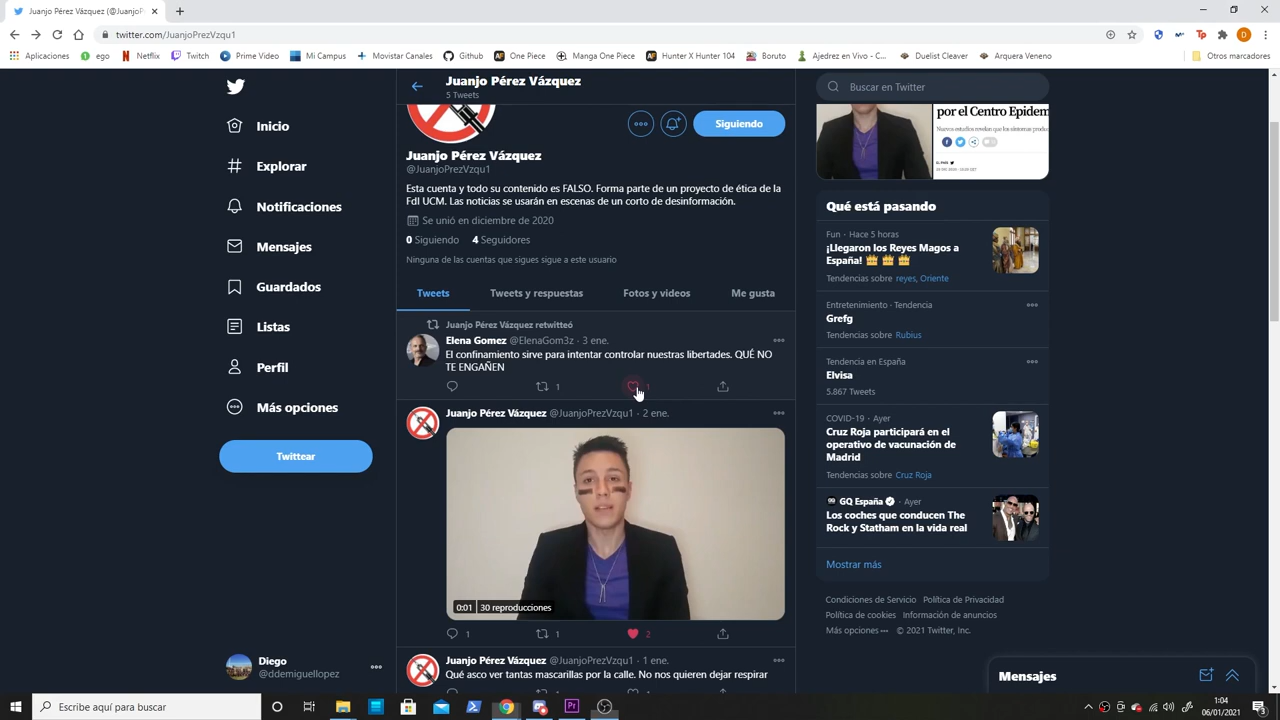 Juanjo Pérez Vázquez (@JuanjoP
twitter.com/JuanjoPrezVzqu1
Aplicaciones
ego
Netflix
Twitch
Prime Video
Mi Campus
Movistar Canales
Github
One Piece
Manga One Piece
Hunter X Hunter 104
Boruto
Ajedrez en Vivo - C...
Duelist Cleaver
Arquera Veneno
Otros marcadores
Inicio
Explorar
Notificaciones
Mensajes
Guardados
Listas
Perfil
Más opciones
Twittear
Diego
@ddemiguellopez
Juanjo Pérez Vázquez
5 Tweets
Siguiendo
Juanjo Pérez Vázquez
@JuanjoPrezVzqu1
Esta cuenta y todo su contenido es FALSO. Forma parte de un proyecto de ética de la
FdI UCM. Las noticias se usarán en escenas de un corto de desinformación.
Se unió en diciembre de 2020
0 Siguiendo 4 Seguidores
Ninguna de las cuentas que sigues sigue a este usuario
Tweets
Tweets y respuestas
Fotos y videos
Me gusta
Juanjo Pérez Vázquez retwitteó
Elena Gomez @ElenaGom3z · 3 ene.
El confinamiento sirve para intentar controlar nuestras libertades. QUÉ NO
TE ENGAÑEN
1 1
Juanjo Pérez Vázquez @JuanjoPrezVzqu1 · 2 ene.
0:01 30 reproducciones
1 1 2
Juanjo Pérez Vázquez @JuanjoPrezVzqu1 · 1 ene.
Qué asco ver tantas mascarillas por la calle. No nos quieren dejar respirar
Buscar en Twitter
por el Centro Epidem
Nuevos estudios revelan que los síntomas produc
EL PAÍS
Qué está pasando
Fun · Hace 5 horas
¡Llegaron los Reyes Magos a
España!
Tendencias sobre reyes, Oriente
Entretenimiento · Tendencia
Grefg
Tendencias sobre Rubius
Tendencia en España
Elvisa
5.867 Tweets
COVID-19 · Ayer
Cruz Roja participará en el
operativo de vacunación de
Madrid
Tendencias sobre Cruz Roja
GQ España · Ayer
Los coches que conducen The
Rock y Statham en la vida real
Mostrar más
Condiciones de Servicio Política de Privacidad
Política de cookies Información de anuncios
Más opciones © 2021 Twitter, Inc.
Mensajes
Escribe aquí para buscar
1:04
06/01/2021